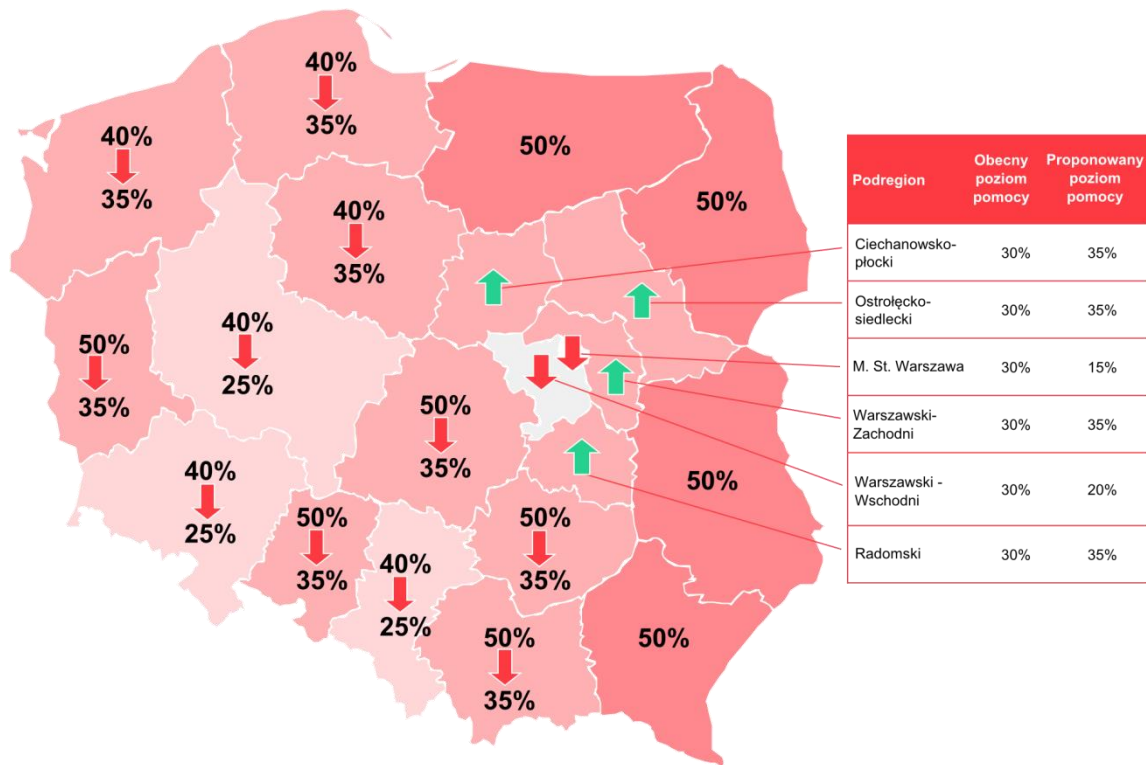 40%
35%
40%
35%
50%
50%
40%
35%
50%
35%
40%
25%
50%
35%
50%
40%
25%
50%
35%
50%
35%
40%
25%
50%
35%
50%
Podregion
Obecny
poziom
pomocy
Proponowany
poziom
pomocy
Ciechanowsko-
płocki
30%
35%
Ostrołęcko-
siedlecki
30%
35%
M. St. Warszawa
30%
15%
Warszawski-
Zachodni
30%
35%
Warszawski -
Wschodni
30%
20%
Radomski
30%
35%